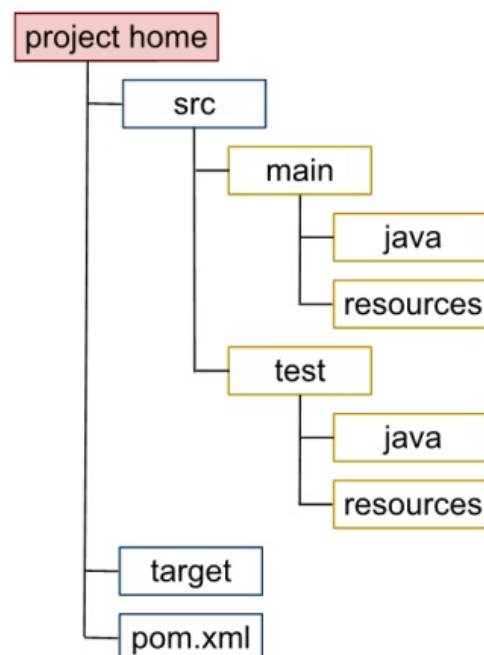 project home
src
main
java
resources
test
java
resources
target
pom.xml